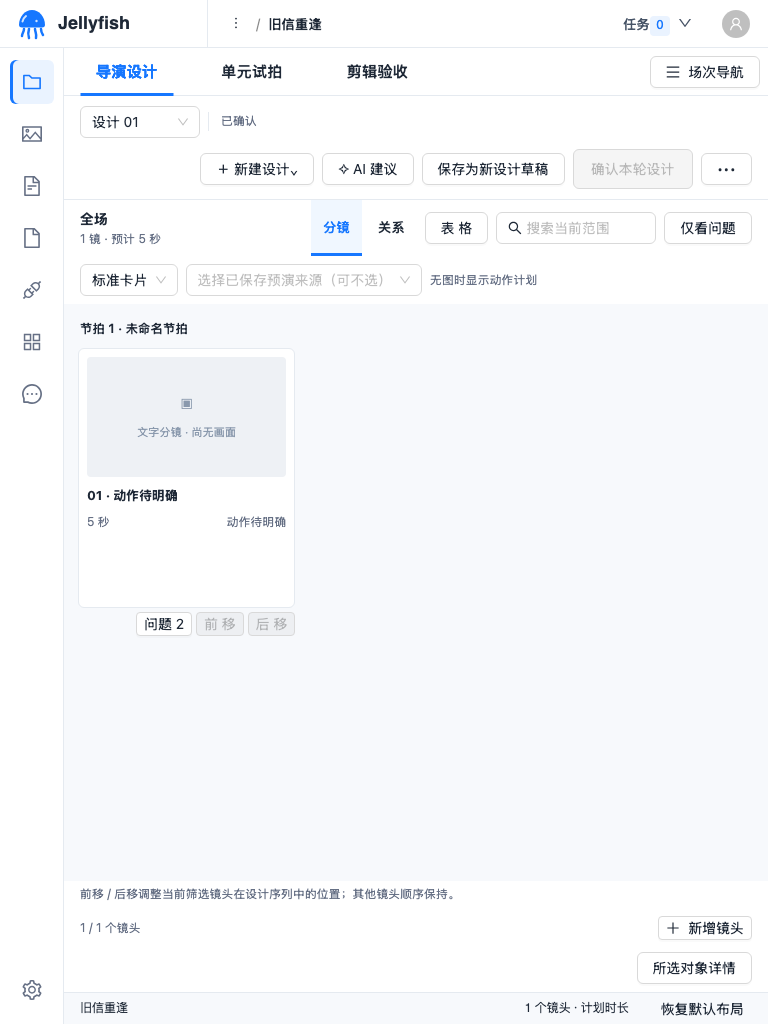 Jellyfish
/ 旧信重逢
任务 0
导演设计
单元试拍
剪辑验收
场次导航
设计 01
已确认
新建设计
AI 建议
保存为新设计草稿
确认本轮设计
全场
1 镜 · 预计 5 秒
分镜
关系
表 格
搜索当前范围
仅看问题
标准卡片
选择已保存预演来源（可不选）
无图时显示动作计划
节拍 1 · 未命名节拍
文字分镜 · 尚无画面
01 · 动作待明确
5 秒
动作待明确
问题 2
前 移
后 移
前移 / 后移调整当前筛选镜头在设计序列中的位置；其他镜头顺序保持。
1 / 1 个镜头
新增镜头
所选对象详情
旧信重逢
1 个镜头 · 计划时长
恢复默认布局